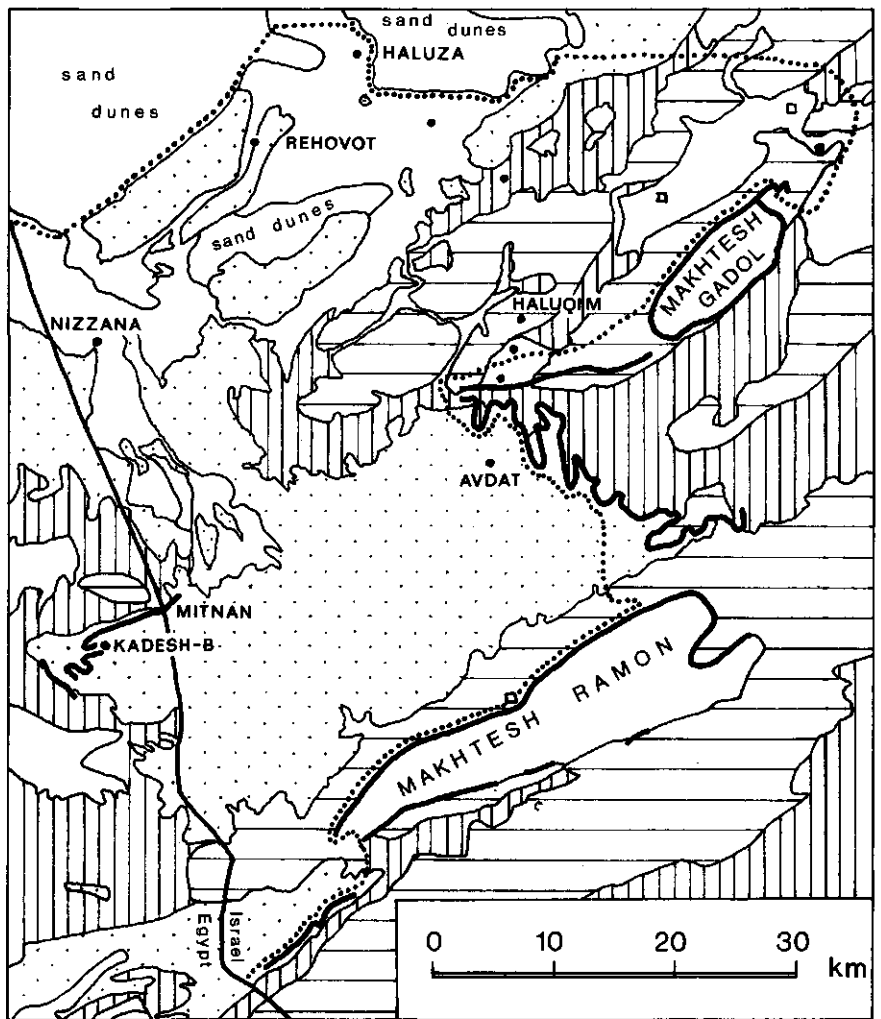 sand
dunes
HALUZA
sand
dunes
REHOVOT
sand dunes
MAKHTESH
GADOL
HALUQIM
NIZZANA
AVDAT
MITNAN
KADESH-B
MAKHTESH RAMON
Israel
Egypt
0 10 20 30
km